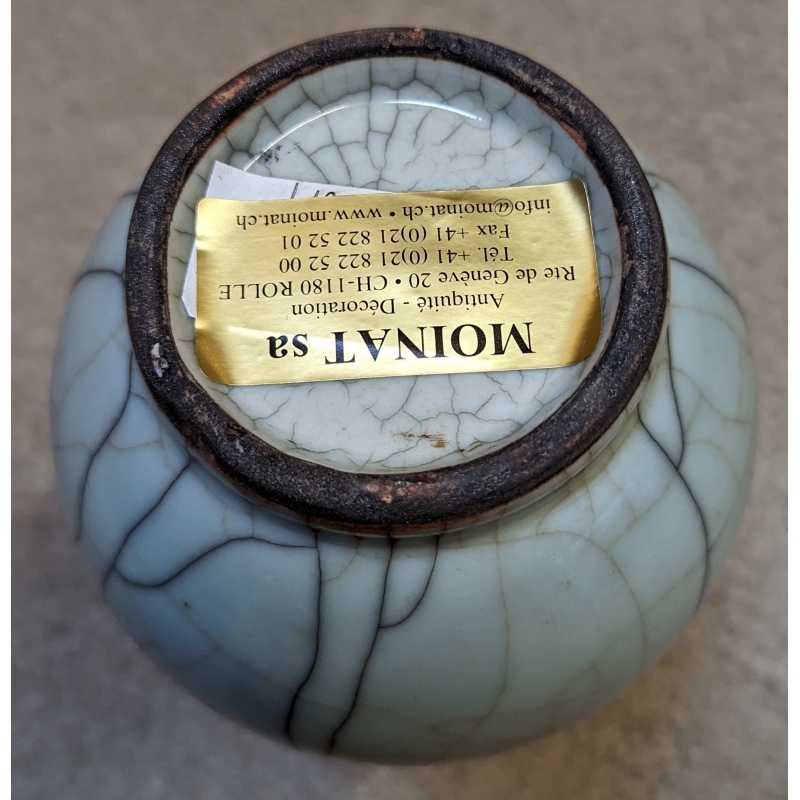 MOINAT sa
Antiquité - Décoration
Rte de Genève 20 • CH-1180 ROLLE
Tél. +41 (0)21 822 52 00
Fax +41 (0)21 822 52 01
info@moinat.ch • www.moinat.ch